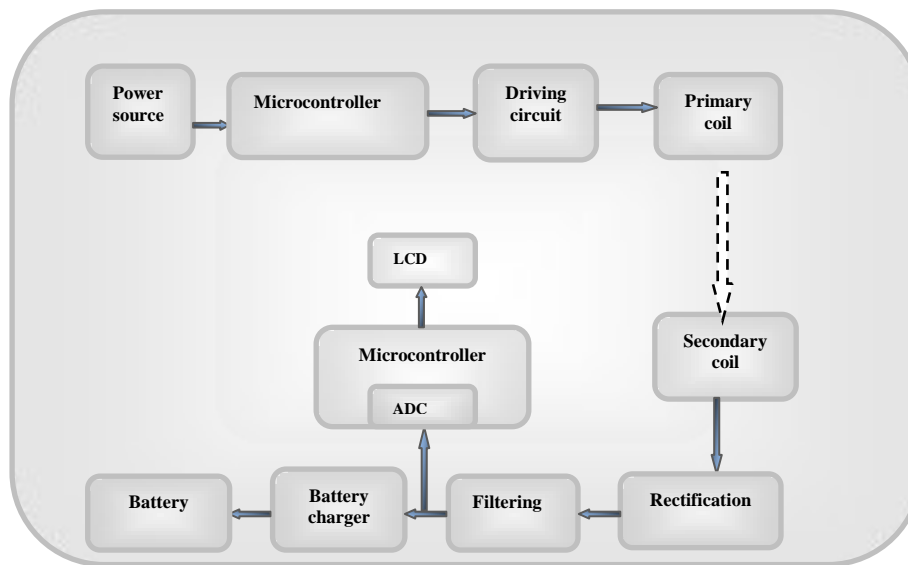 Power
source
Microcontroller
Driving
circuit
Primary
coil
LCD
Microcontroller
ADC
Secondary
coil
Battery
Battery
charger
Filtering
Rectification